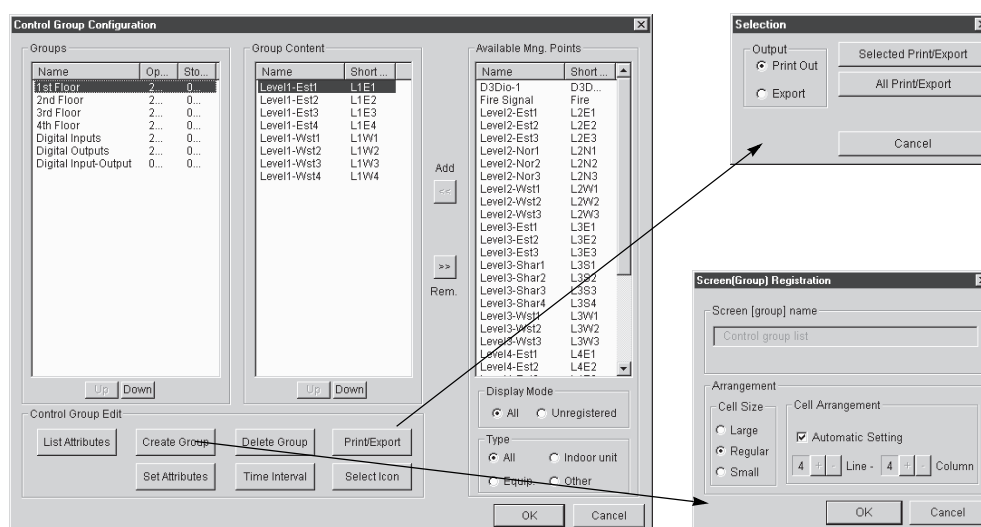 Control Group Configuration
Groups
Name Op... Sto...
1st Floor 2... 0...
2nd Floor 2... 0...
3rd Floor 2... 0...
4th Floor 2... 0...
Digital Inputs 2... 0...
Digital Outputs 2... 0...
Digital Input-Output 0... 0...
Up Down
Group Content
Name Short ...
Level1-Est1 L1E1
Level1-Est2 L1E2
Level1-Est3 L1E3
Level1-Est4 L1E4
Level1-Wst1 L1W1
Level1-Wst2 L1W2
Level1-Wst3 L1W3
Level1-Wst4 L1W4
Up Down
Add
<<
>>
Rem.
Available Mng. Points
Name Short ...
D3Dio-1 D3D...
Fire Signal Fire
Level2-Est1 L2E1
Level2-Est2 L2E2
Level2-Est3 L2E3
Level2-Nor1 L2N1
Level2-Nor2 L2N2
Level2-Nor3 L2N3
Level2-Wst1 L2W1
Level2-Wst2 L2W2
Level2-Wst3 L2W3
Level3-Est1 L3E1
Level3-Est2 L3E2
Level3-Est3 L3E3
Level3-Shar1 L3S1
Level3-Shar2 L3S2
Level3-Shar3 L3S3
Level3-Shar4 L3S4
Level3-Wst1 L3W1
Level3-Wst2 L3W2
Level3-Wst3 L3W3
Level4-Est1 L4E1
Level4-Est2 L4E2
Display Mode
All Unregistered
Type
All Indoor unit
Equip. Other
Control Group Edit
List Attributes Create Group Delete Group Print/Export
Set Attributes Time Interval Select Icon
OK Cancel
Selection
Output
Print Out
Export
Selected Print/Export
All Print/Export
Cancel
Screen(Group) Registration
Screen [group] name
Control group list
Arrangement
Cell Size
Large
Regular
Small
Cell Arrangement
Automatic Setting
4 + - Line - 4 + - Column
OK Cancel